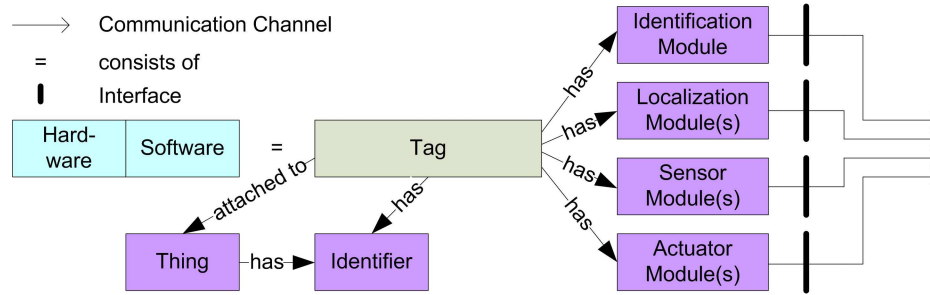 Communication Channel
= consists of
Interface
Identification
Module
has
Localization
Module(s)
has
Hard-
ware
Software
=
Tag
has
Sensor
Module(s)
attached to
has
has
Actuator
Module(s)
Thing
has
Identifier